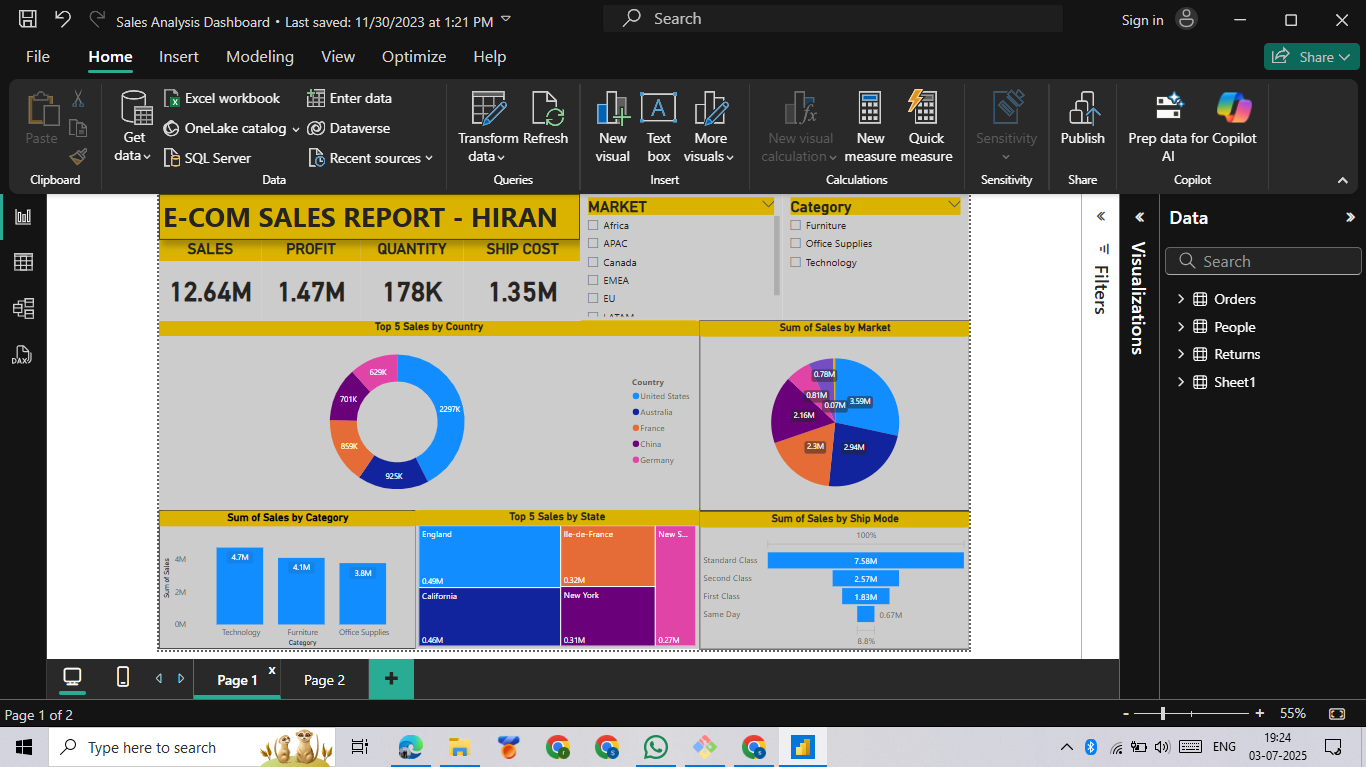 Sales Analysis Dashboard • Last saved: 11/30/2023 at 1:21 PM
Search
Sign in
File
Home
Insert
Modeling
View
Optimize
Help
Share
Paste
Clipboard
Get data
Excel workbook
OneLake catalog
SQL Server
Enter data
Dataverse
Recent sources
Data
Transform data
Refresh
Queries
New visual
Text box
More visuals
Insert
New visual calculation
New measure
Quick measure
Calculations
Sensitivity
Sensitivity
Publish
Share
Prep data for AI
Copilot
Copilot
E-COM SALES REPORT - HIRAN
SALES
PROFIT
QUANTITY
SHIP COST
12.64M
1.47M
178K
1.35M
MARKET
Africa
APAC
Canada
EMEA
EU
LATAM
Category
Furniture
Office Supplies
Technology
Top 5 Sales by Country
629K
701K
859K
925K
2297K
Country
United States
Australia
France
China
Germany
Sum of Sales by Market
0.78M
0.81M
0.07M
3.59M
2.16M
2.3M
2.94M
Sum of Sales by Category
Sum of Sales
4M
2M
0M
4.7M
4.1M
3.8M
Technology
Furniture
Office Supplies
Category
Top 5 Sales by State
England
0.49M
California
0.46M
Ile-de-France
0.32M
New York
0.31M
New S...
0.27M
Sum of Sales by Ship Mode
100%
Standard Class
7.58M
Second Class
2.57M
First Class
1.83M
Same Day
0.67M
8.8%
Filters
Visualizations
Data
Search
Orders
People
Returns
Sheet1
DAX
Page 1
x
Page 2
+
Page 1 of 2
- + 55%
Type here to search
ENG
19:24
03-07-2025